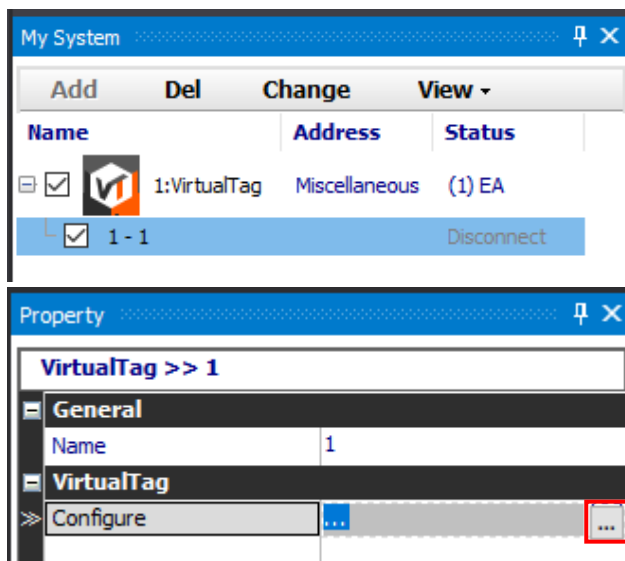 My System
Add Del Change View
Name Address Status
1:VirtualTag Miscellaneous (1) EA
1 - 1 Disconnect
Property
VirtualTag >> 1
General
Name 1
VirtualTag
Configure ... ...